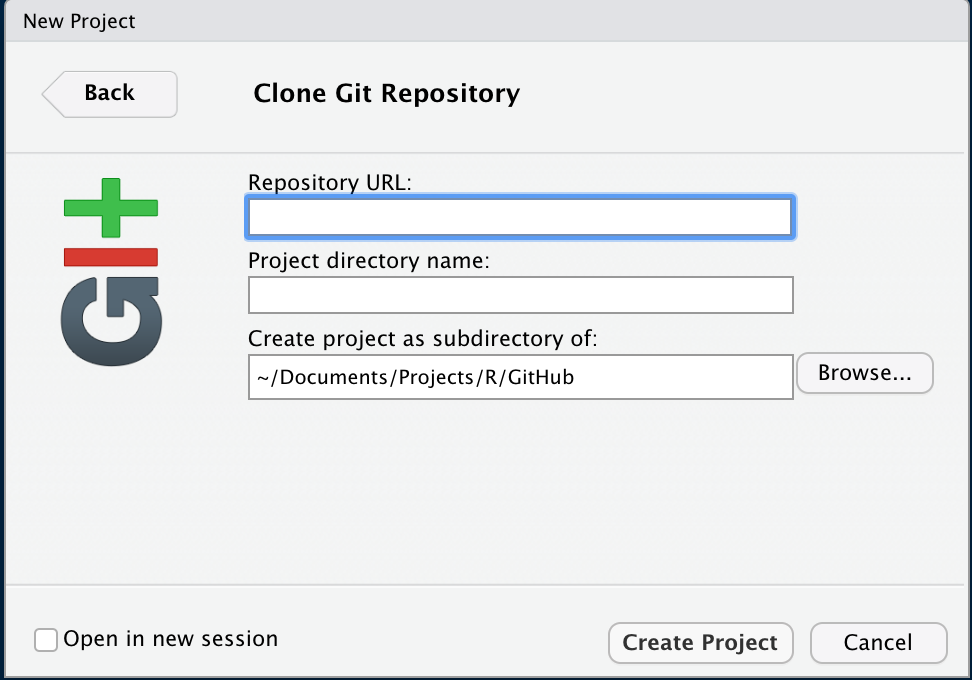 New Project
Back
Clone Git Repository
GIT
Repository URL:
Project directory name:
Create project as subdirectory of:
~/Documents/Projects/R/GitHub
Browse...
Open in new session
Create Project
Cancel